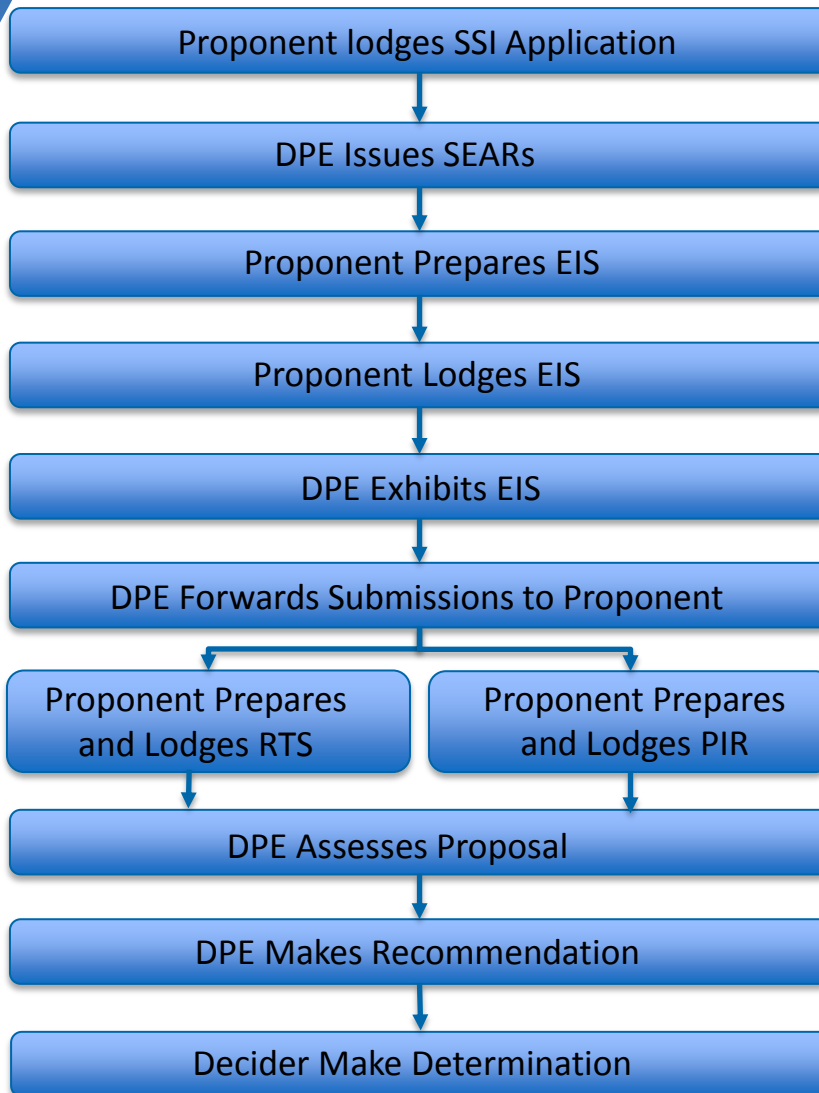 Proponent lodges SSI Application
DPE Issues SEARs
Proponent Prepares EIS
Proponent Lodges EIS
DPE Exhibits EIS
DPE Forwards Submissions to Proponent
Proponent Prepares
and Lodges RTS
Proponent Prepares
and Lodges PIR
DPE Assesses Proposal
DPE Makes Recommendation
Decider Make Determination